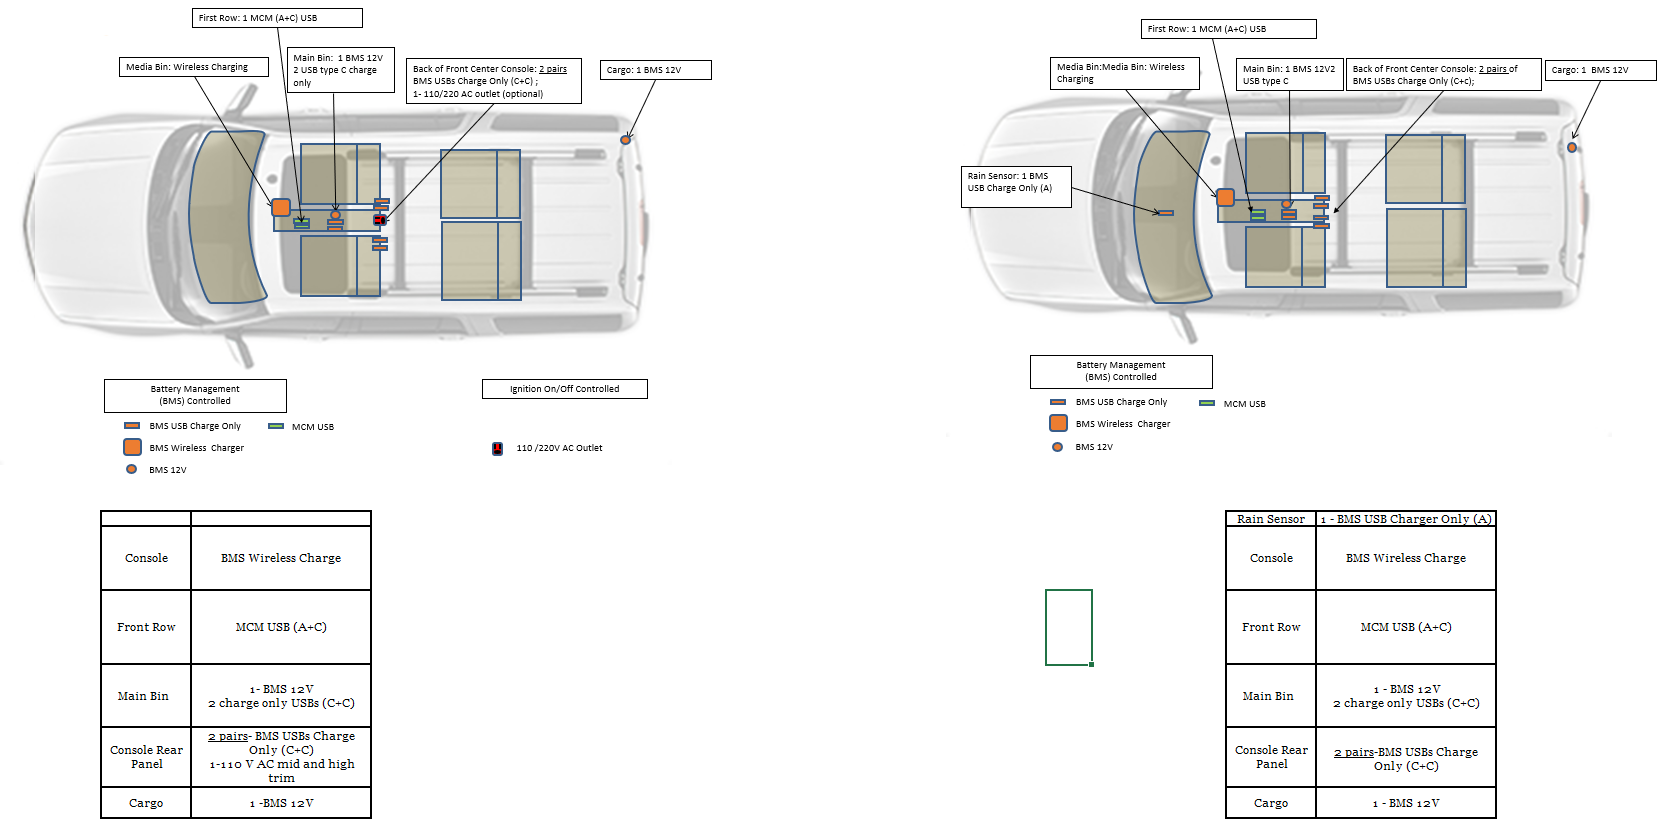 First Row: 1 MCM (A+C) USB
Media Bin: Wireless Charging
Main Bin:  1 BMS 12V
2 USB type C charge
only
Back of Front Center Console: 2 pairs
BMS USBs Charge Only (C+C) ;
1- 110/220 AC outlet (optional)
Cargo: 1 BMS 12V
Battery Management
(BMS) Controlled
Ignition On/Off Controlled
BMS USB Charge Only
MCM USB
BMS Wireless  Charger
110 /220V AC Outlet
BMS 12V
Console
BMS Wireless Charge
Front Row
MCM USB (A+C)
Main Bin
1- BMS 12V
2 charge only USBs (C+C)
Console Rear
Panel
2 pairs- BMS USBs Charge
Only (C+C)
1-110 V AC mid and high
trim
Cargo
1 -BMS 12V
First Row: 1 MCM (A+C) USB
Media Bin:Media Bin: Wireless
Charging
Main Bin: 1 BMS 12V2
USB type C
Back of Front Center Console: 2 pairs of
BMS USBs Charge Only (C+c);
Cargo: 1  BMS 12V
Rain Sensor: 1 BMS
USB Charge Only (A)
Battery Management
(BMS) Controlled
BMS USB Charge Only
MCM USB
BMS Wireless  Charger
BMS 12V
Rain Sensor
1 - BMS USB Charger Only (A)
Console
BMS Wireless Charge
Front Row
MCM USB (A+C)
Main Bin
1 - BMS 12V
2 charge only USBs (C+C)
Console Rear
Panel
2 pairs-BMS USBs Charge
Only (C+C)
Cargo
1 - BMS 12V